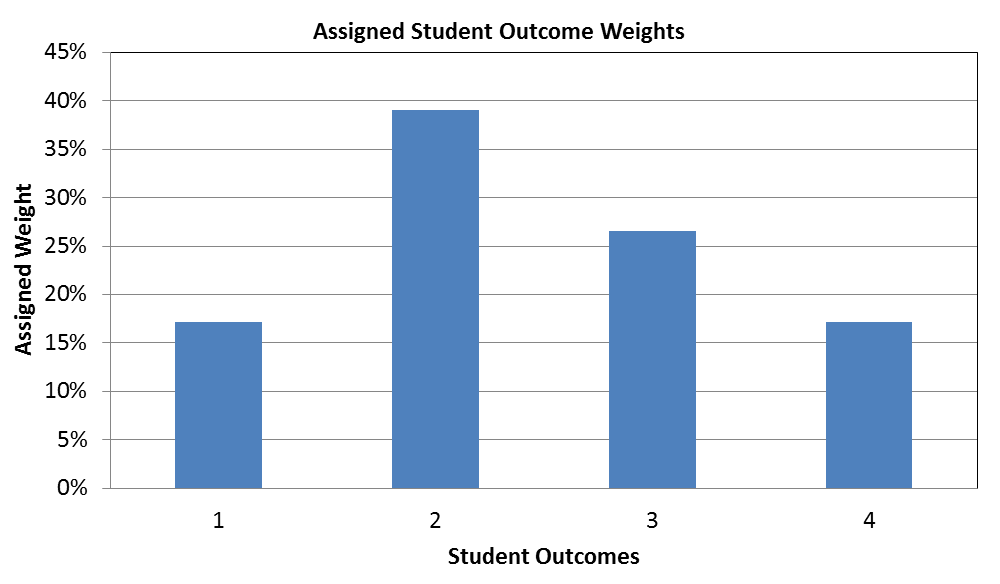 Assigned Student Outcome Weights
45%
40%
35%
30%
25%
20%
15%
10%
5%
0%
Assigned Weight
1 2 3 4
Student Outcomes